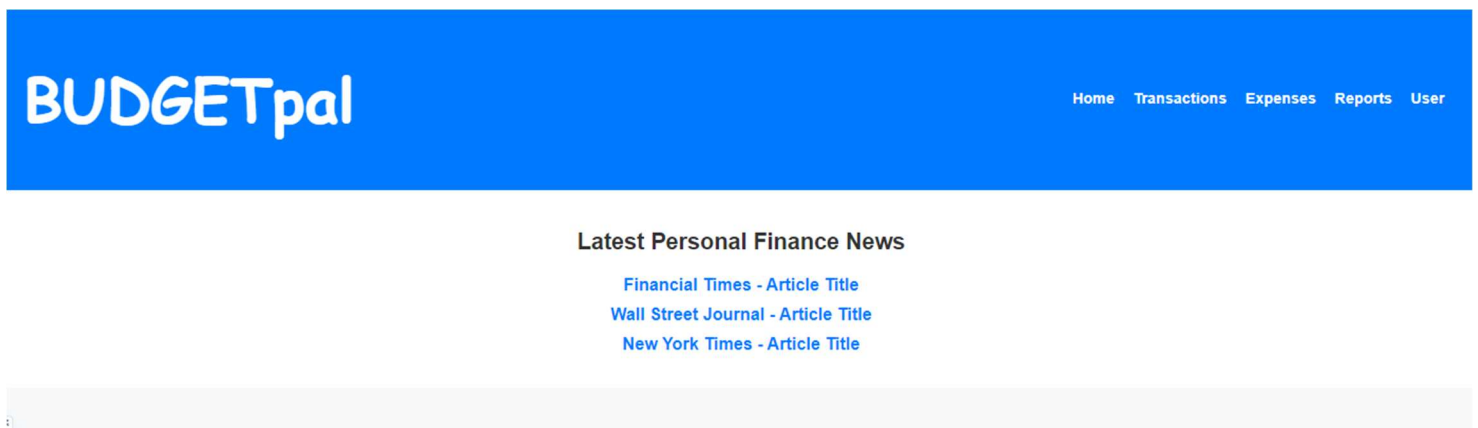 BUDGETpal
Home Transactions Expenses Reports User
Latest Personal Finance News
Financial Times - Article Title
Wall Street Journal - Article Title
New York Times - Article Title